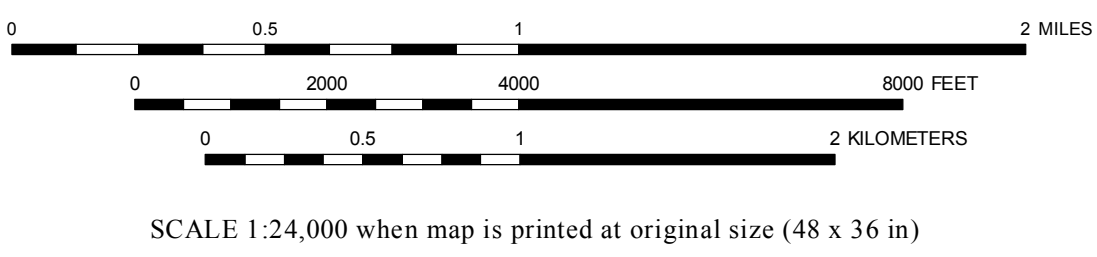 0 0.5 1 2 MILES
0 2000 4000 8000 FEET
0 0.5 1 2 KILOMETERS
SCALE 1:24,000 when map is printed at original size (48 x 36 in)